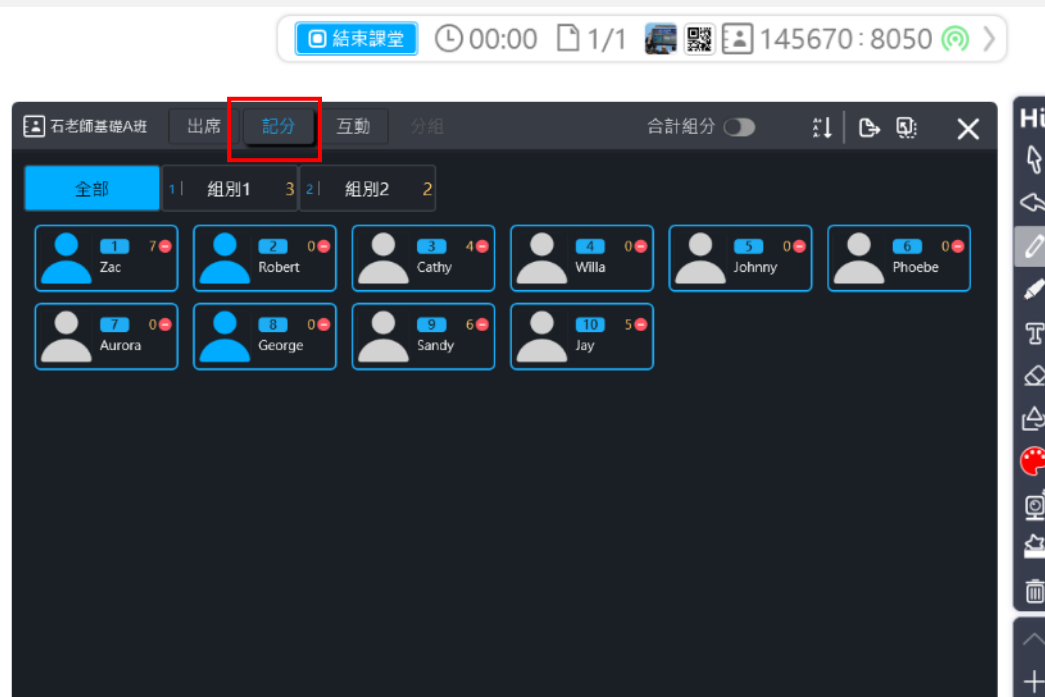 結束課堂 00:00 1/1 145670:8050
石老師基礎A班 出席 記分 互動 分組 合計組分
全部 1 組別1 3 2 組別2 2
1 7 2 0 3 4 4 0 5 0 6 0
Zac Robert Cathy Willa Johnny Phoebe
7 0 8 0 9 6 10 5
Aurora George Sandy Jay